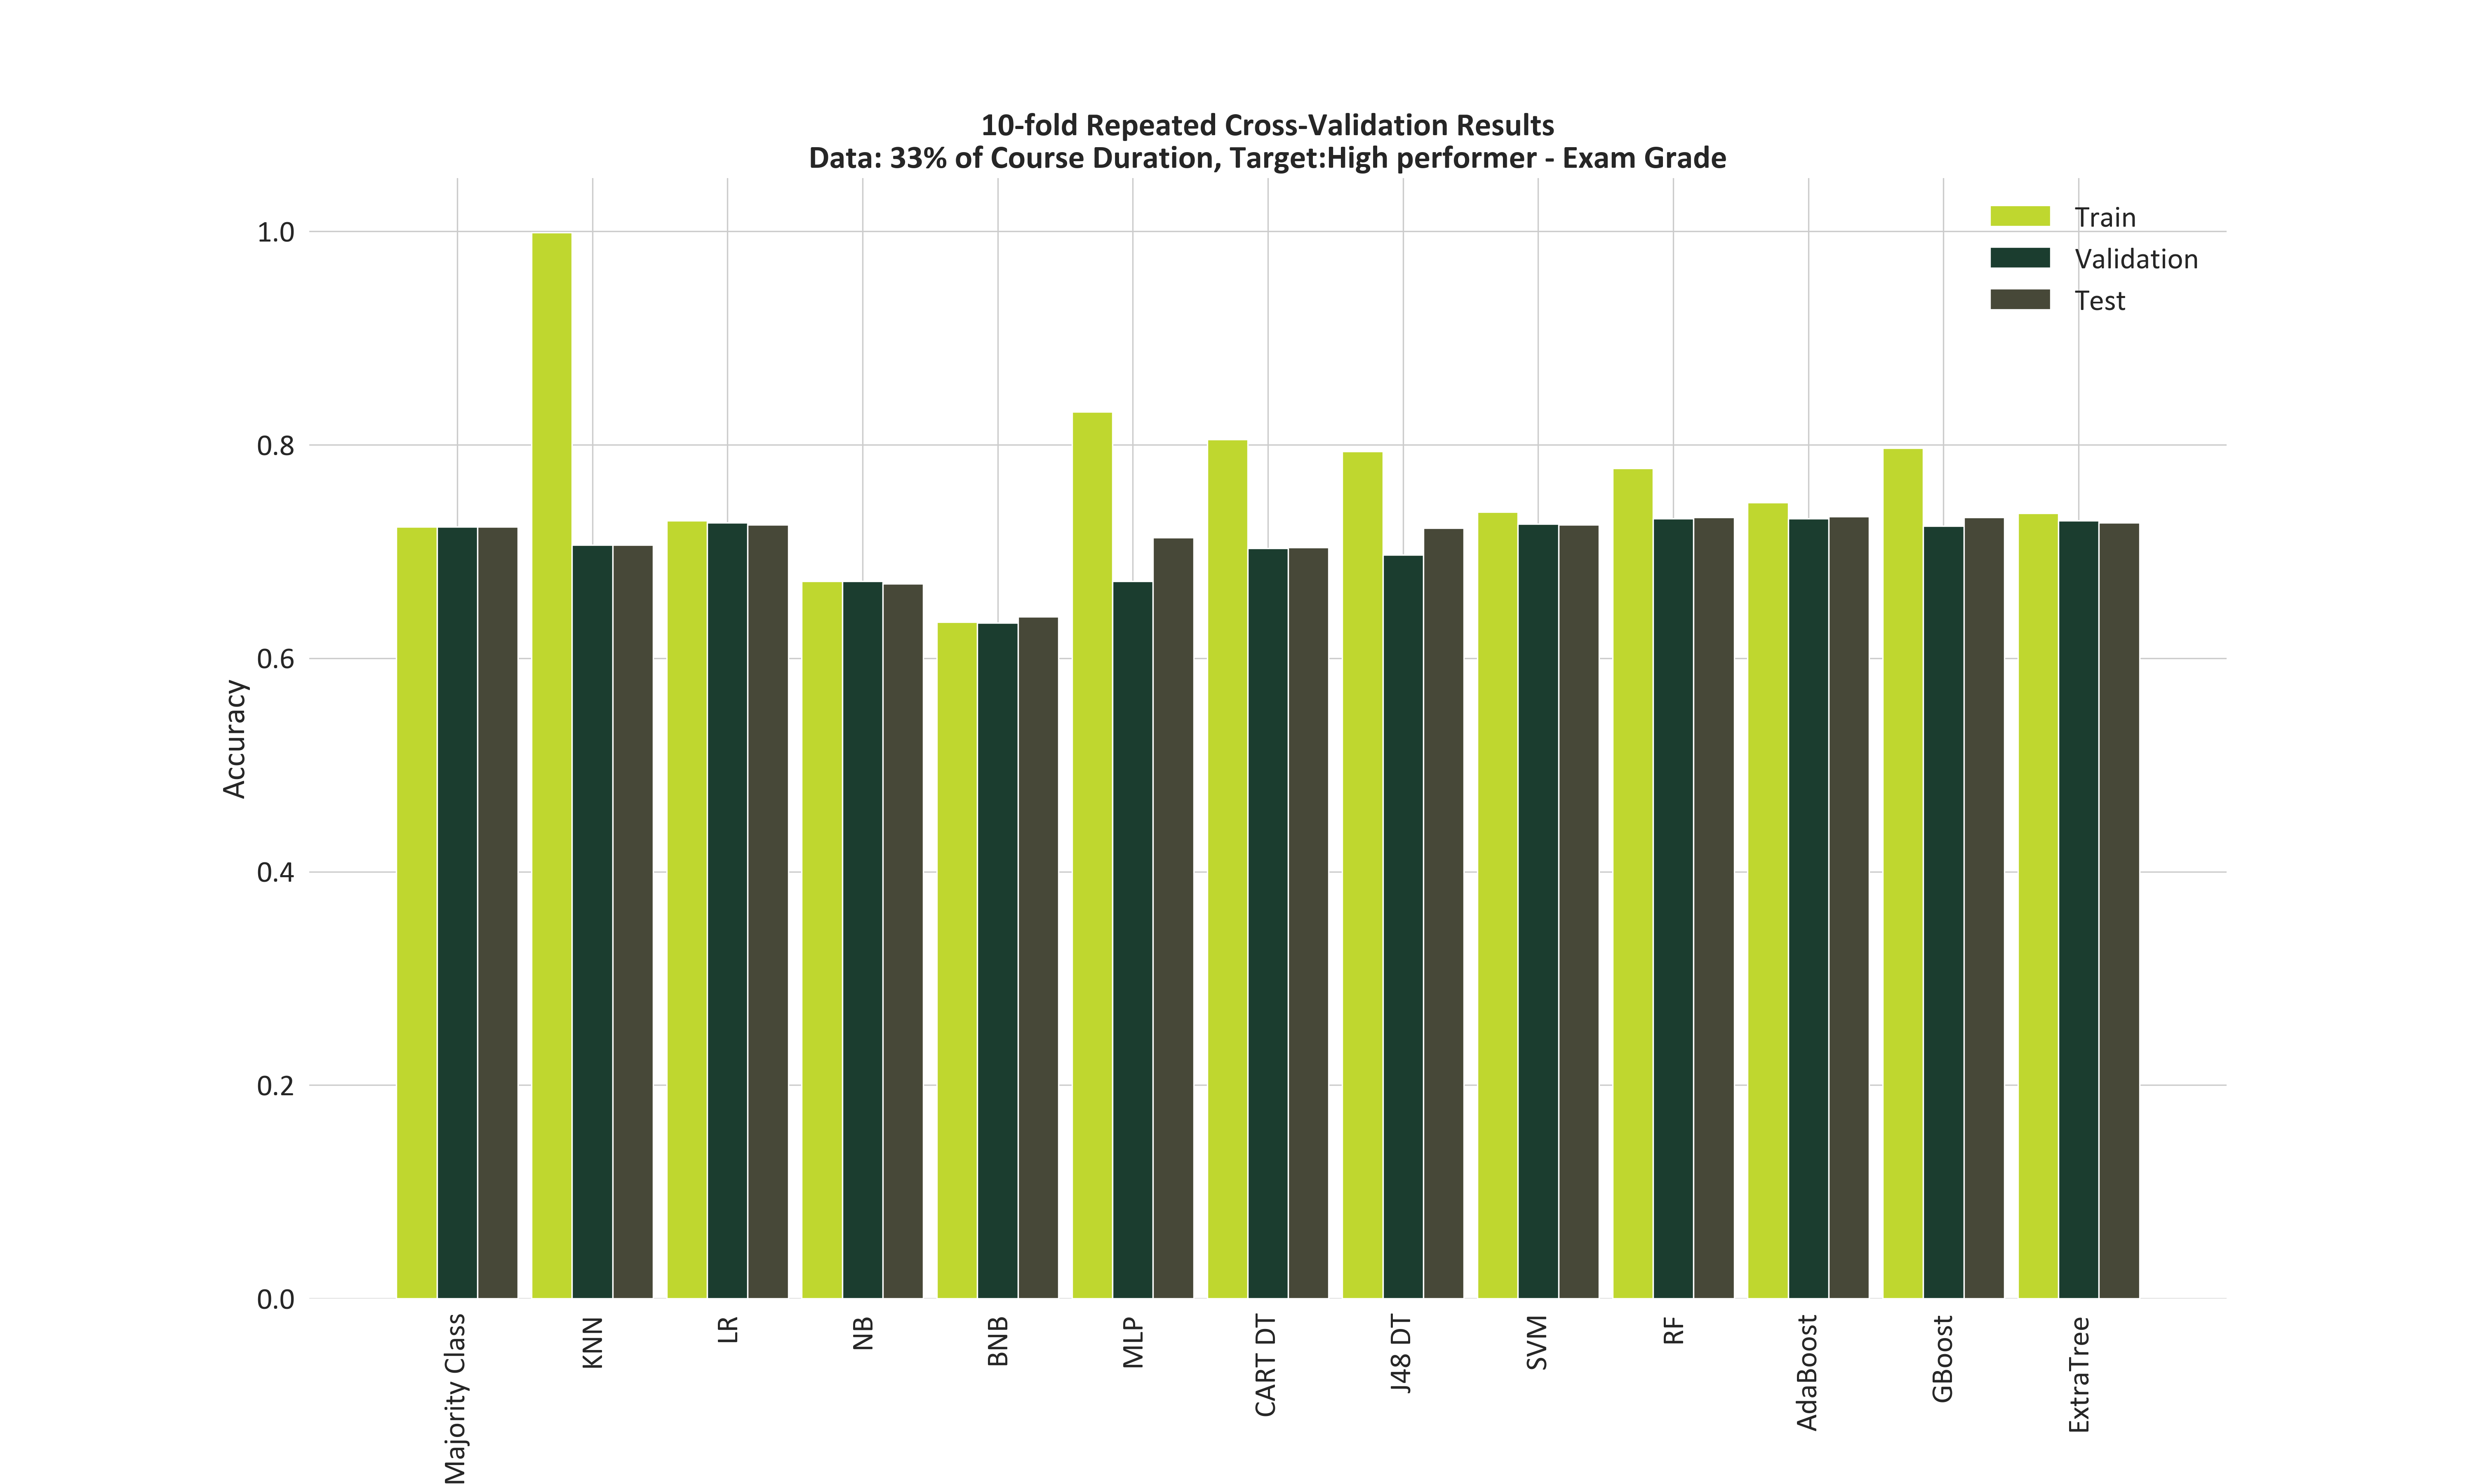 10-fold Repeated Cross-Validation Results
Data: 33% of Course Duration, Target:High performer - Exam Grade
Train
Validation
Test
Accuracy
1.0
0.8
0.6
0.4
0.2
0.0
Majority Class
KNN
LR
NB
BNB
MLP
CART DT
J48 DT
SVM
RF
AdaBoost
GBoost
ExtraTree